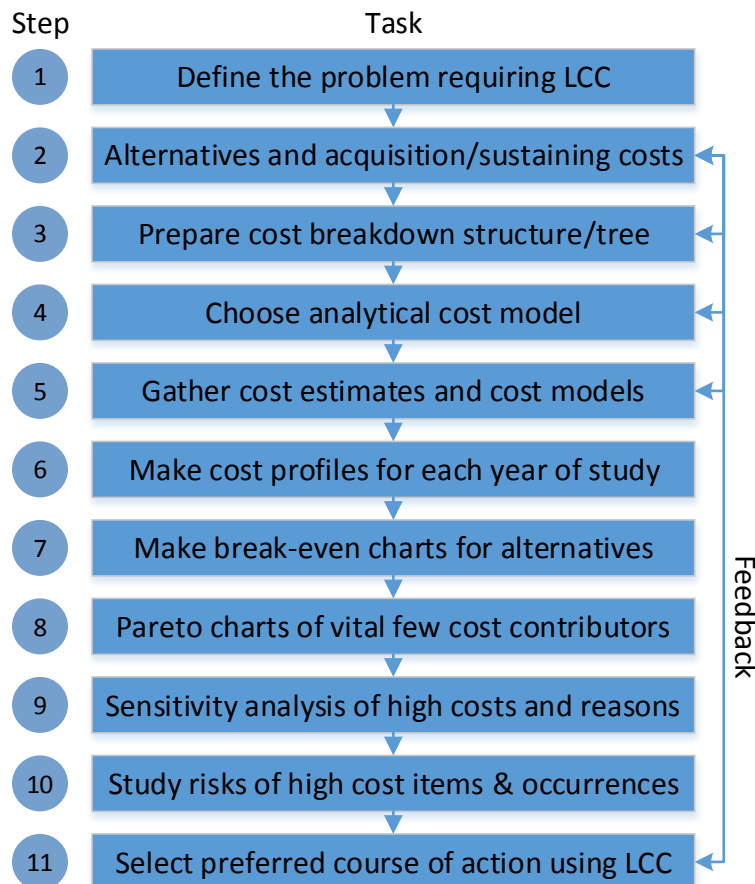 Step Task
1 Define the problem requiring LCC
2 Alternatives and acquisition/sustaining costs
3 Prepare cost breakdown structure/tree
4 Choose analytical cost model
5 Gather cost estimates and cost models
6 Make cost profiles for each year of study
7 Make break-even charts for alternatives
8 Pareto charts of vital few cost contributors
9 Sensitivity analysis of high costs and reasons
10 Study risks of high cost items & occurrences
11 Select preferred course of action using LCC
Feedback